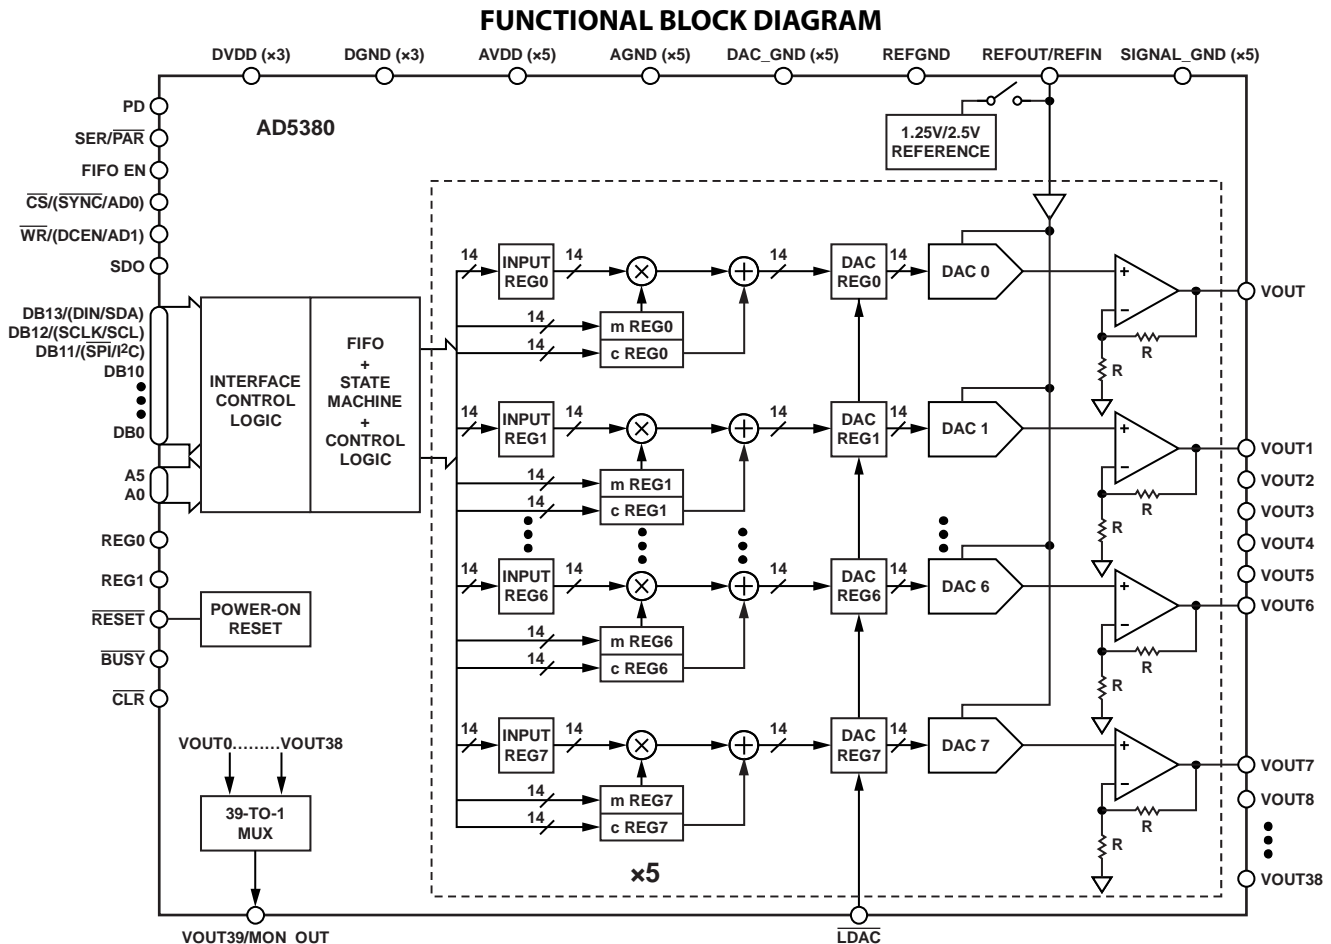 FUNCTIONAL BLOCK DIAGRAM
DVDD (×3)
DGND (×3)
AVDD (×5)
AGND (×5)
DAC_GND (×5)
REFGND
REFOUT/REFIN
SIGNAL_GND (×5)
PD
SER/PAR
FIFO EN
CS/(SYNC/AD0)
WR/(DCEN/AD1)
SDO
DB13/(DIN/SDA)
DB12/(SCLK/SCL)
DB11/(SPI/I²C)
DB10
DB0
A5
A0
REG0
REG1
RESET
BUSY
CLR
AD5380
1.25V/2.5V
REFERENCE
INTERFACE
CONTROL
LOGIC
FIFO
+
STATE
MACHINE
+
CONTROL
LOGIC
POWER-ON
RESET
VOUT0.........VOUT38
39-TO-1
MUX
VOUT39/MON_OUT
14
INPUT
REG0
14
×
+
14
DAC
REG0
14
DAC 0
+
–
VOUT
R
R
14
m REG0
14
c REG0
14
INPUT
REG1
14
×
+
14
DAC
REG1
14
DAC 1
+
–
VOUT1
R
R
14
m REG1
14
c REG1
VOUT2
VOUT3
VOUT4
VOUT5
14
INPUT
REG6
14
×
+
14
DAC
REG6
14
DAC 6
+
–
VOUT6
R
R
14
m REG6
14
c REG6
14
INPUT
REG7
14
×
+
14
DAC
REG7
14
DAC 7
+
–
VOUT7
R
R
14
m REG7
14
c REG7
VOUT8
VOUT38
×5
LDAC